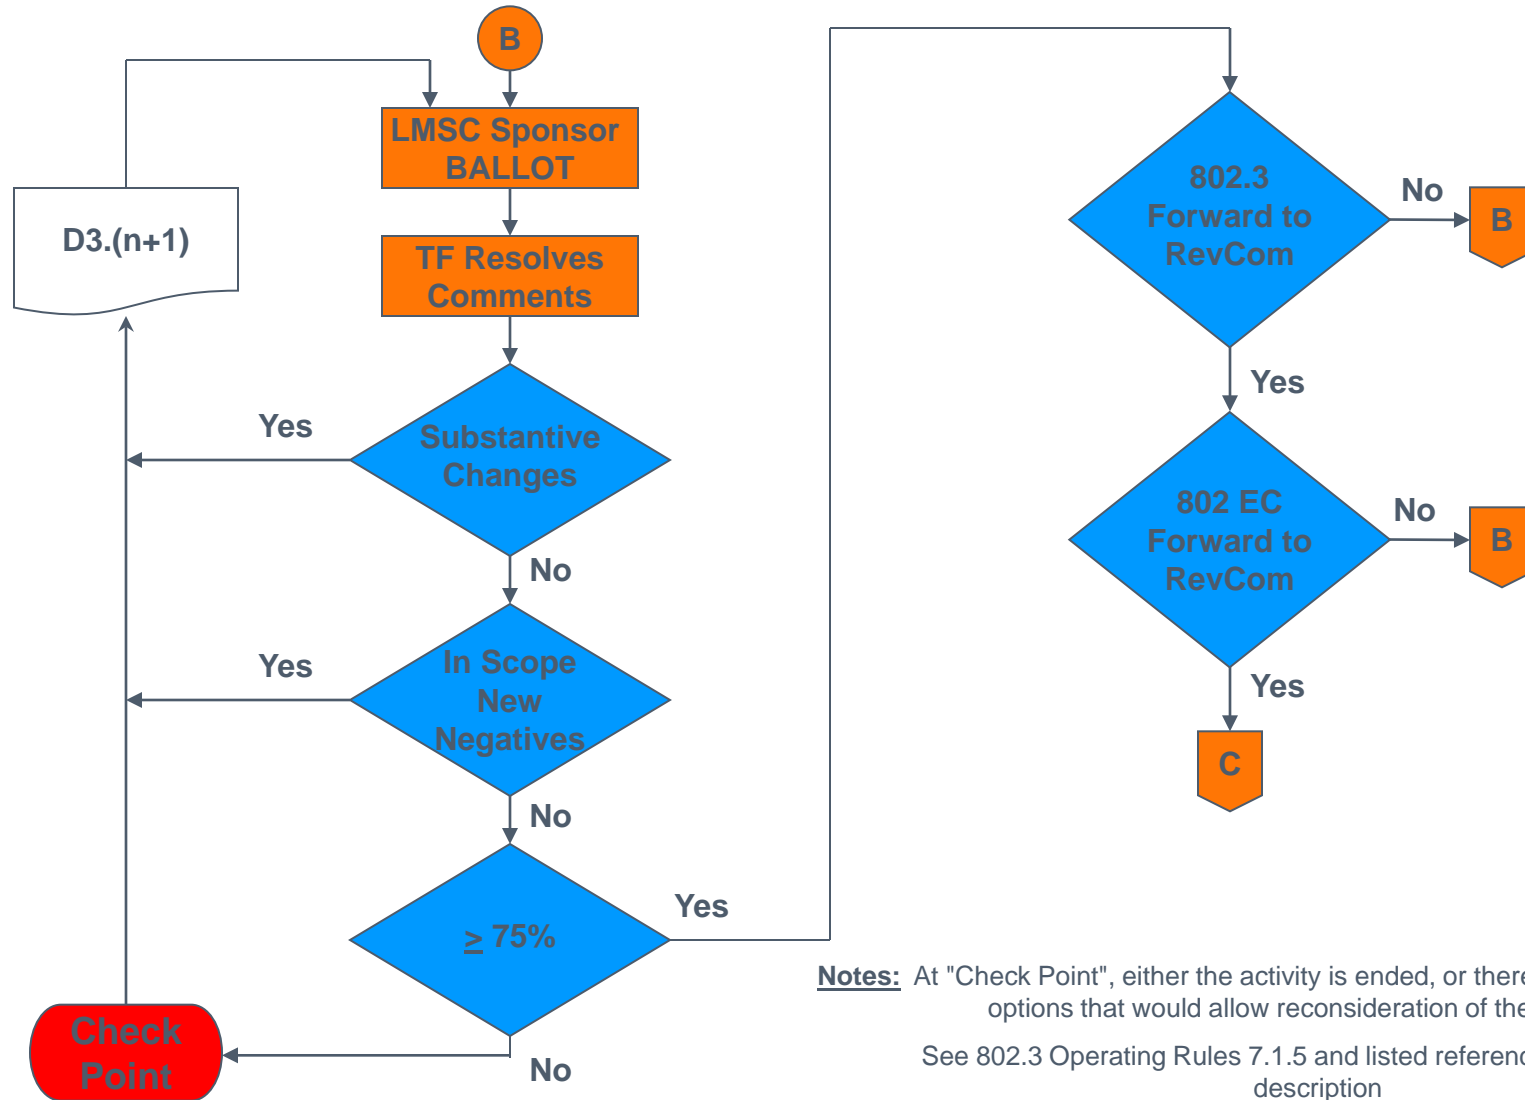 B
LMSC Sponsor
BALLOT
D3.(n+1)
TF Resolves
Comments
Yes
Substantive
Changes
No
Yes
In Scope
New
Negatives
No
≥ 75%
Yes
No
Check
Point
802.3
Forward to
RevCom
No
B
Yes
802 EC
Forward to
RevCom
No
B
Yes
C
Notes: At "Check Point", either the activity is ended, or there
options that would allow reconsideration of the
See 802.3 Operating Rules 7.1.5 and listed
description